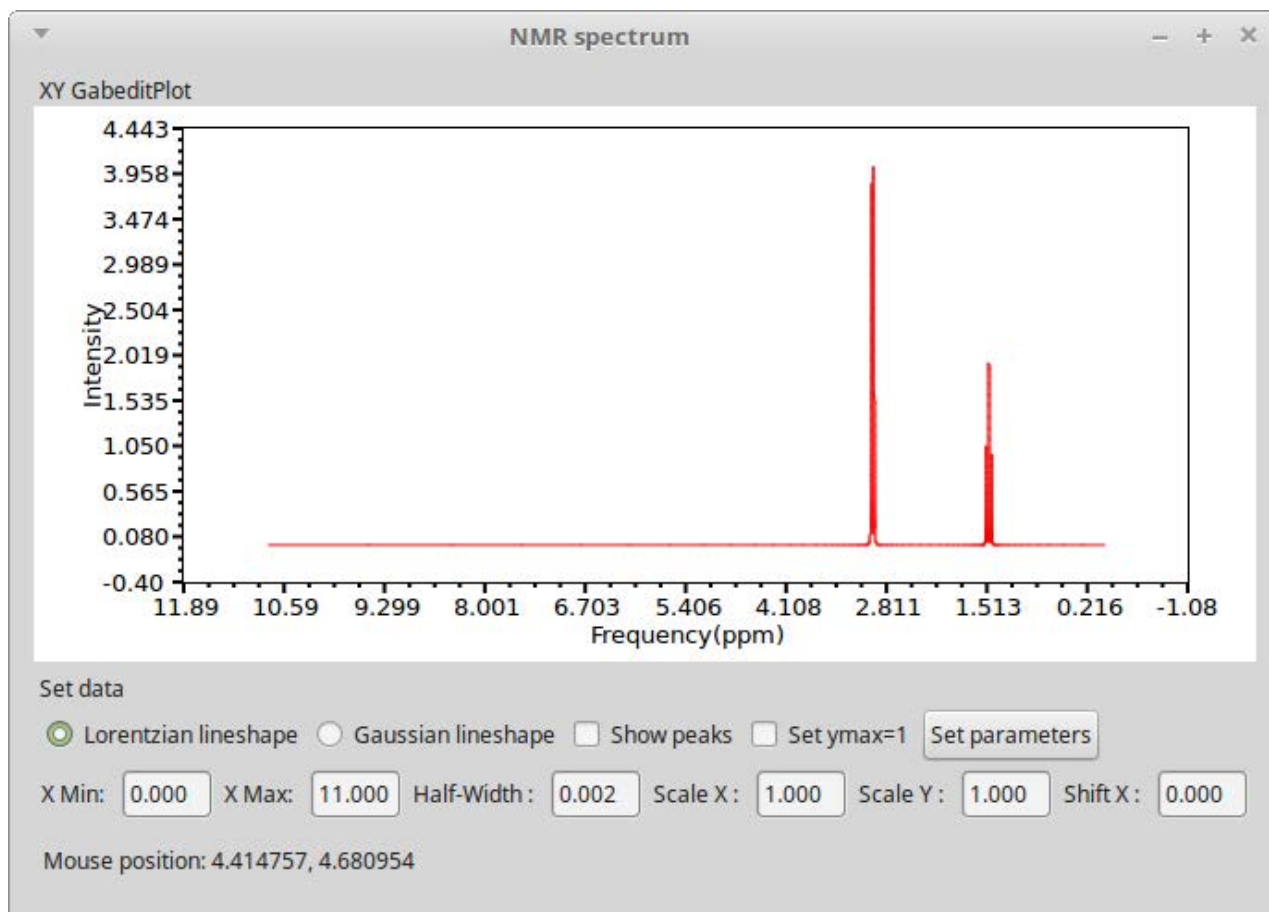 NMR spectrum
XY GabeditPlot
4.443
3.958
3.474
2.989
2.504
2.019
1.535
1.050
0.565
0.080
-0.40
Intensity
11.89 10.59 9.299 8.001 6.703 5.406 4.108 2.811 1.513 0.216 -1.08
Frequency(ppm)
Set data
Lorentzian lineshape Gaussian lineshape Show peaks Set ymax=1 Set parameters
X Min: 0.000 X Max: 11.000 Half-Width : 0.002 Scale X : 1.000 Scale Y : 1.000 Shift X : 0.000
Mouse position: 4.414757, 4.680954